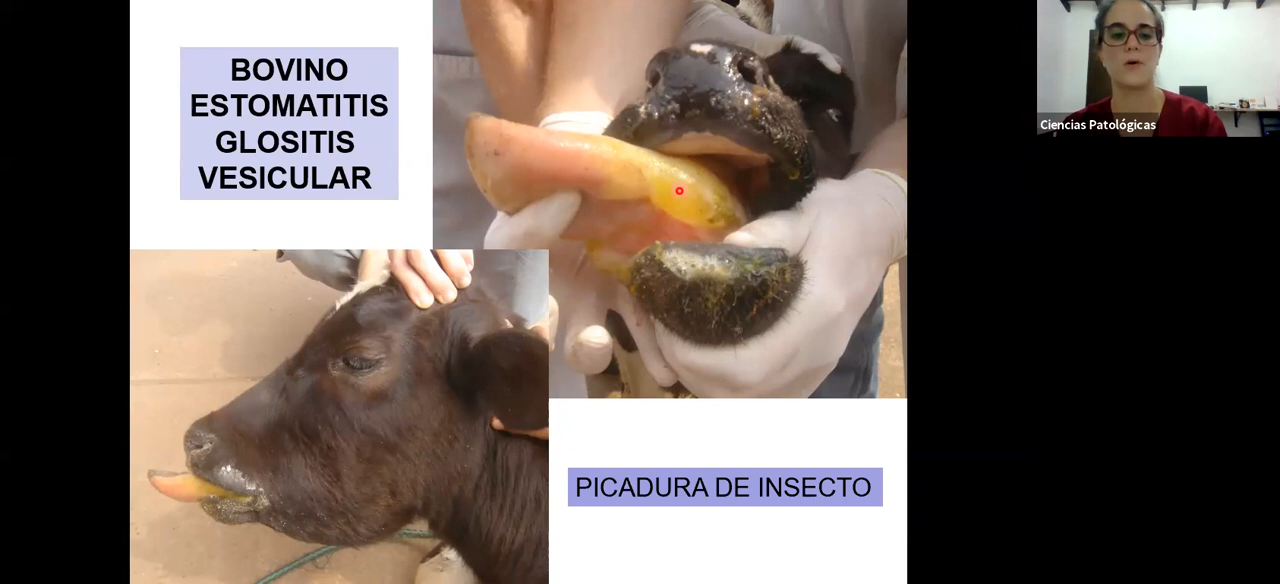 BOVINO
ESTOMATITIS
GLOSITIS
VESICULAR
Ciencias Patológicas
PICADURA DE INSECTO